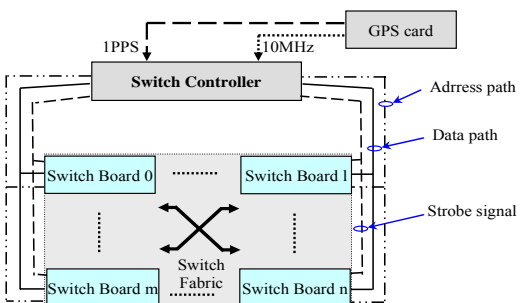 GPS card
1PPS
10MHz
Switch Controller
Adrress path
Data path
Switch Board 0
Switch Board l
Strobe signal
Switch
Fabric
Switch Board m
Switch Board n